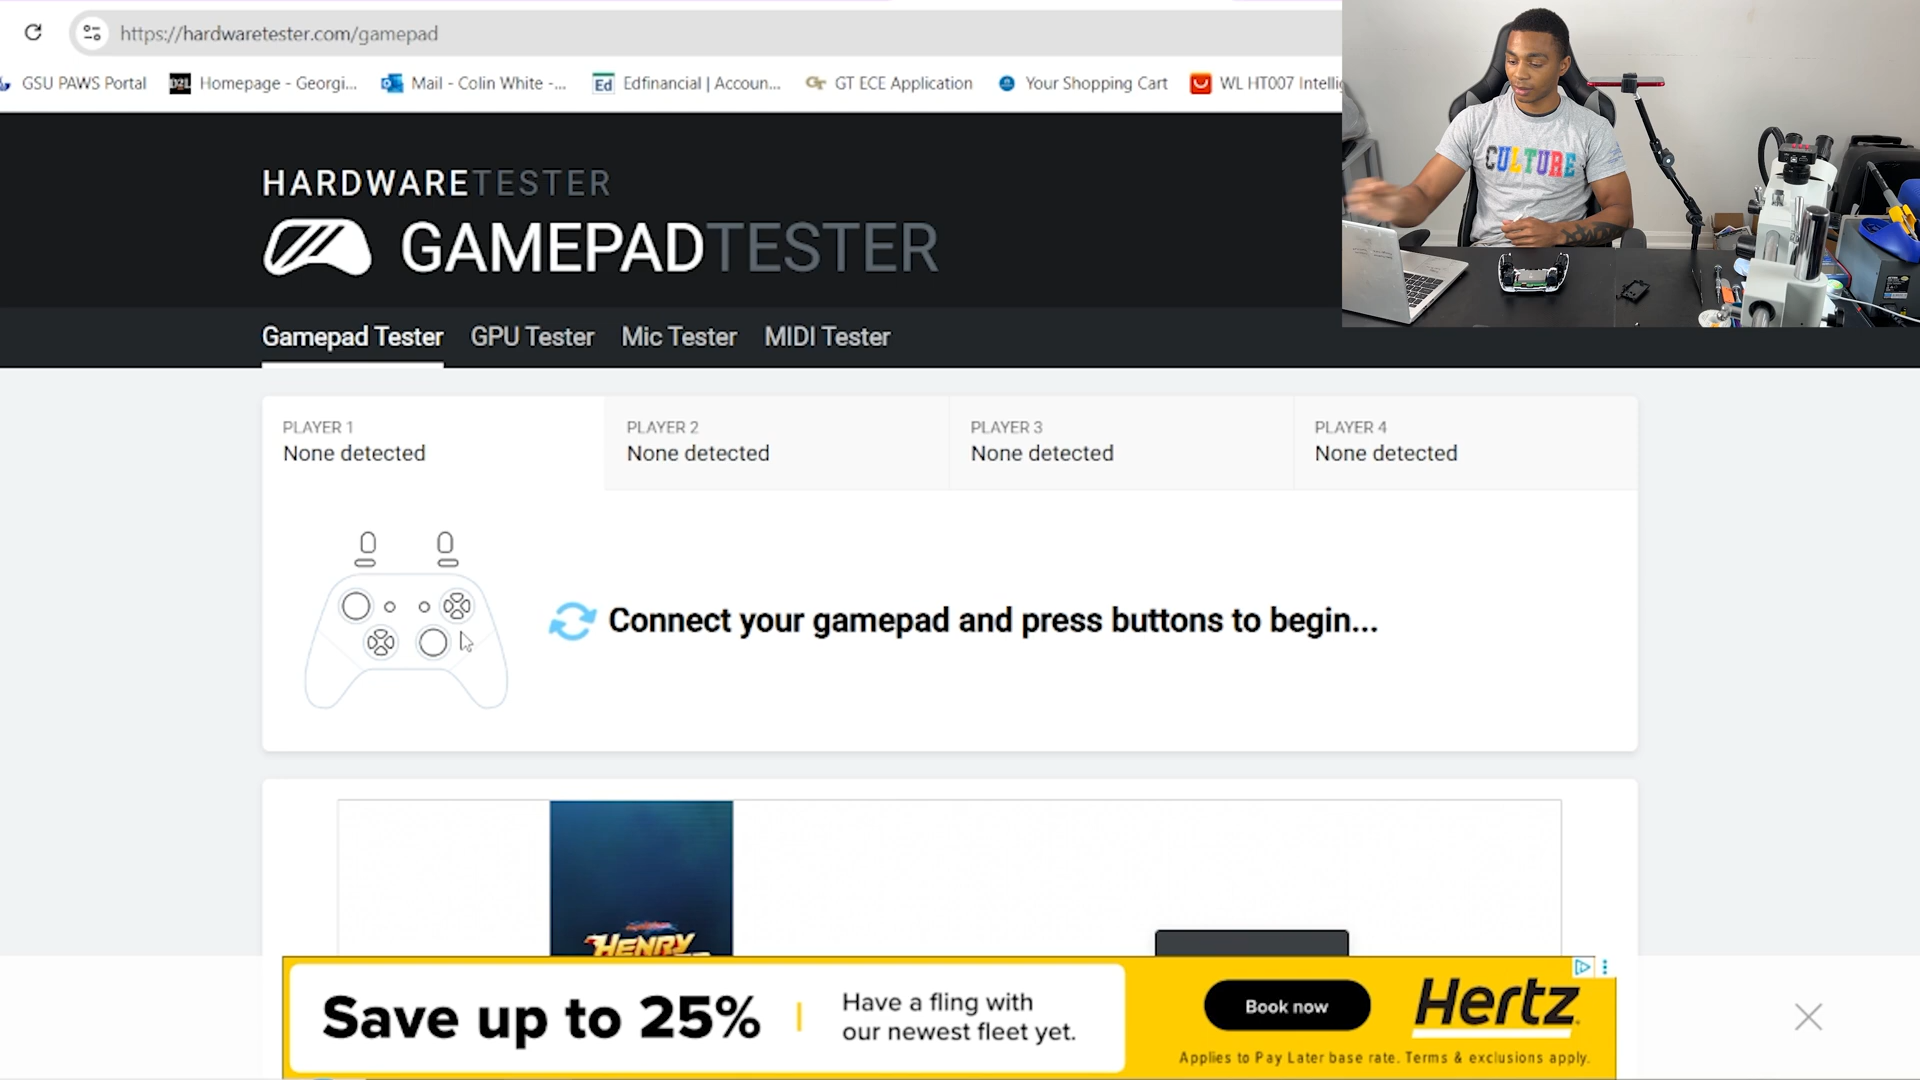 https://hardwaretester.com/gamepad
GSU PAWS Portal
D2L
Homepage - Georgi...
Mail - Colin White -...
Ed
Edfinancial | Accoun...
GT
GT ECE Application
Your Shopping Cart
WL HT007 Intellig
CULTURE
HARDWARETESTER
GAMEPADTESTER
Gamepad Tester
GPU Tester
Mic Tester
MIDI Tester
PLAYER 1
None detected
PLAYER 2
None detected
PLAYER 3
None detected
PLAYER 4
None detected
Connect your gamepad and press buttons to begin...
HENRY
Save up to 25%
Have a fling with
our newest fleet yet.
Book now
Hertz
Applies to Pay Later base rate. Terms & exclusions apply.